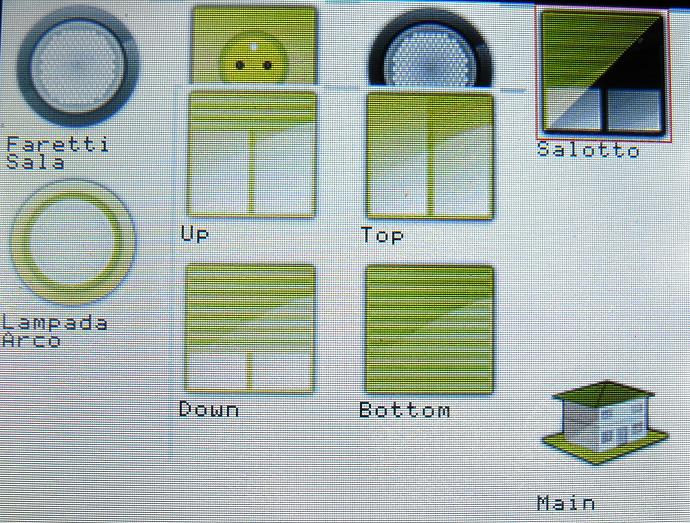 Faretti
Sala
Salotto
Up
Top
Lampada
Arco
Down
Bottom
Main